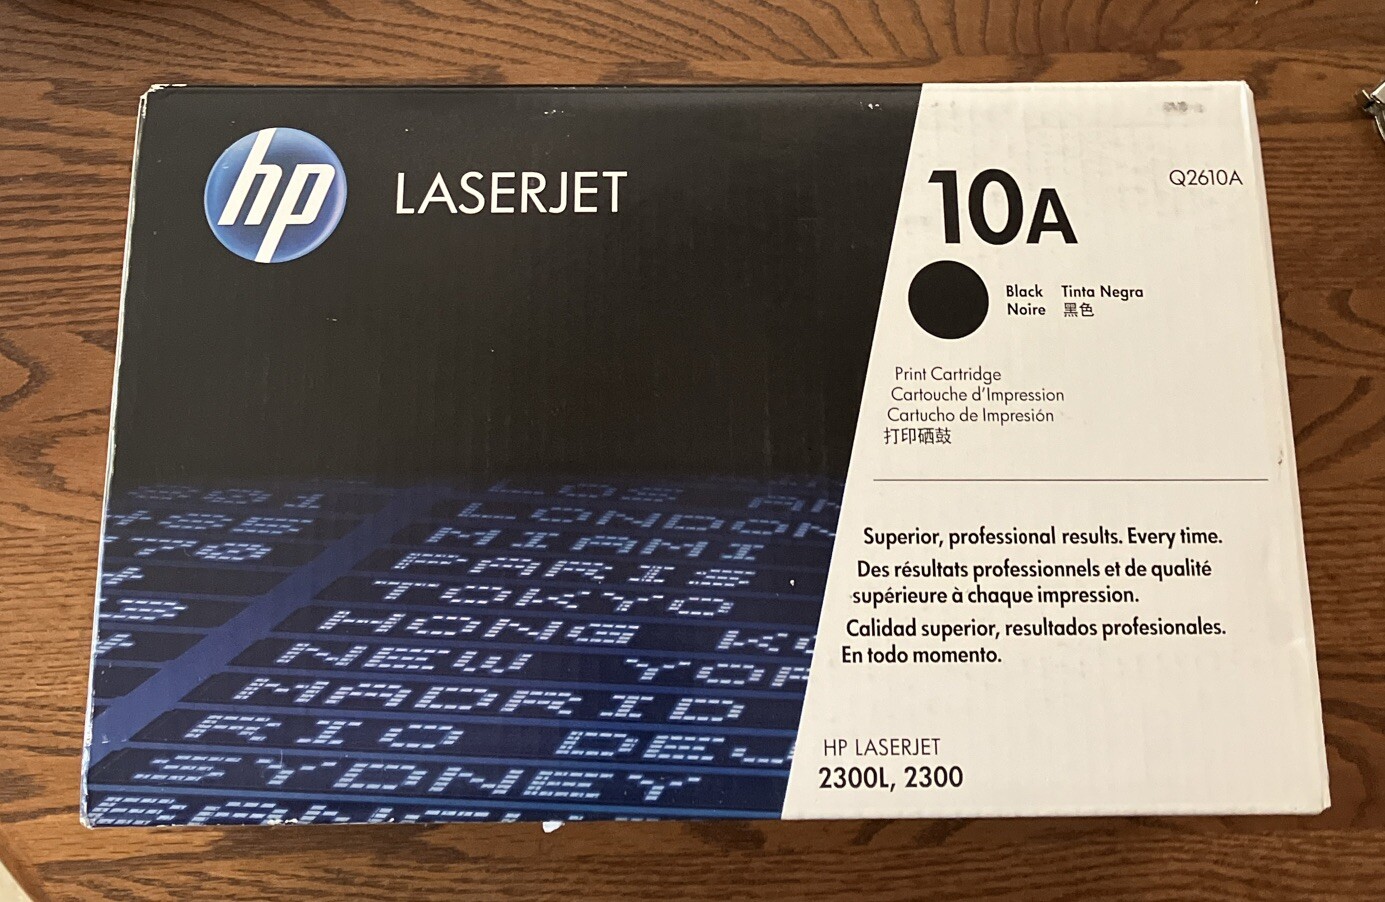 hp LASERJET
10A
Q2610A
Black Tinta Negra
Noire 黑色
Print Cartridge
Cartouche d'Impression
Cartucho de Impresión
打印硒鼓
Superior, professional results. Every time.
Des résultats professionnels et de qualité
supérieure à chaque impression.
Calidad superior, resultados profesionales.
En todo momento.
HP LASERJET
2300L, 2300
LOS AN
LONDON
MIAMI
PARIS
TOKYO
HONG KO
NEW YOR
MADRID
RIO DE
SYDNEY